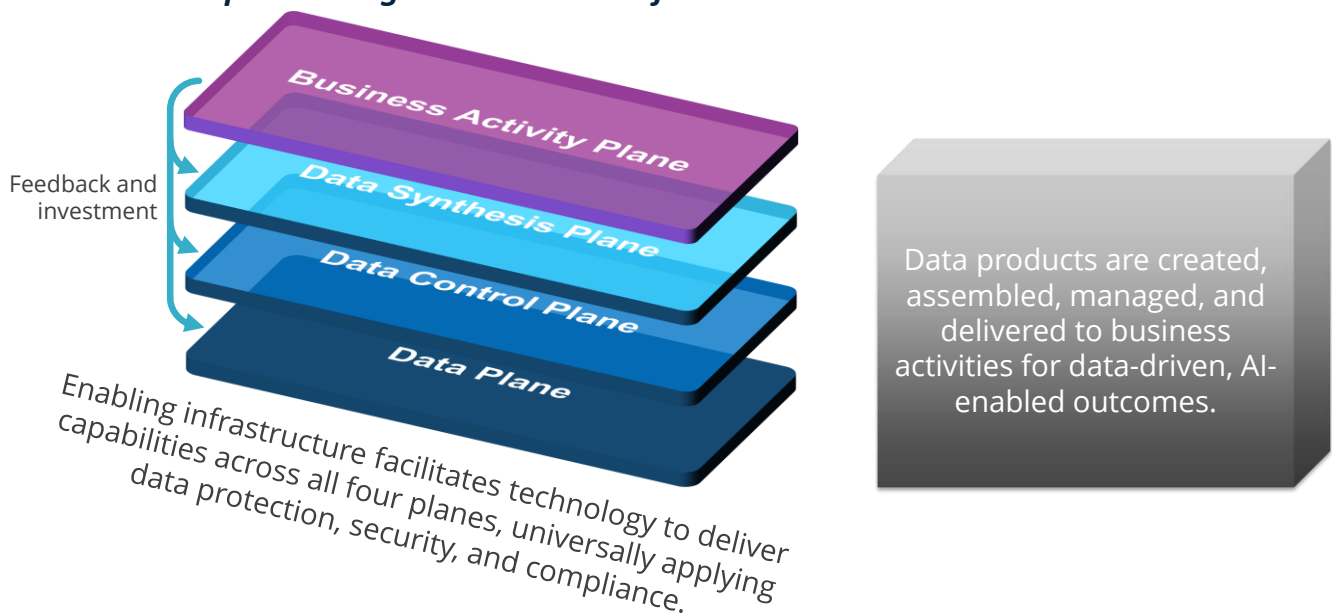 Business Activity Plane
Data Synthesis Plane
Data Control Plane
Data Plane
Feedback and
investment
Enabling infrastructure facilitates technology to deliver
capabilities across all four planes, universally applying
data protection, security, and compliance.
Data products are created,
assembled, managed, and
delivered to business
activities for data-driven, AI-
enabled outcomes.